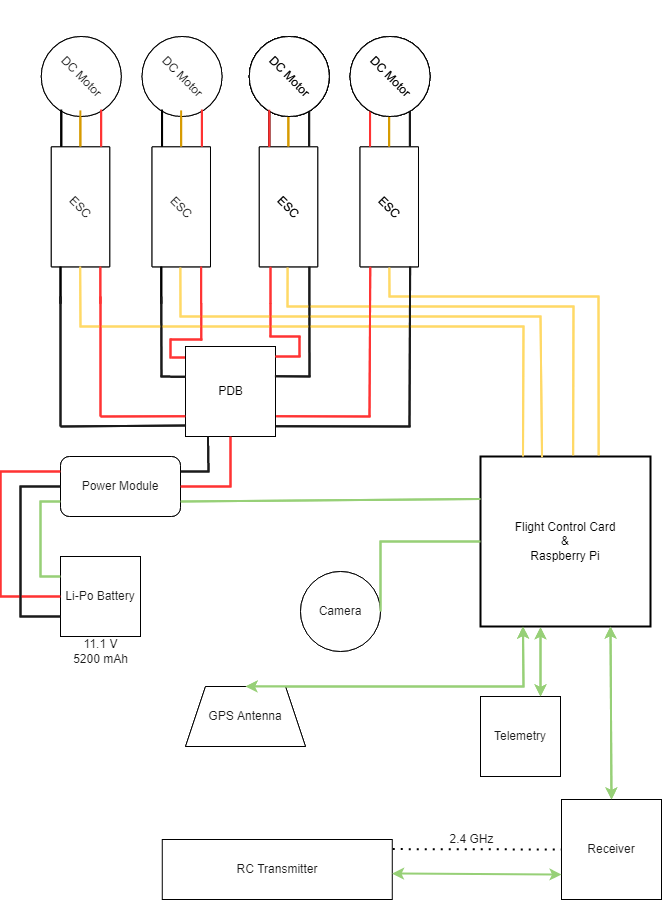 DC Motor
DC Motor
DC Motor
DC Motor
ESC
ESC
ESC
ESC
PDB
Power Module
Flight Control Card
&
Raspberry Pi
Li-Po Battery
Camera
11.1 V
5200 mAh
GPS Antenna
Telemetry
2.4 GHz
Receiver
RC Transmitter